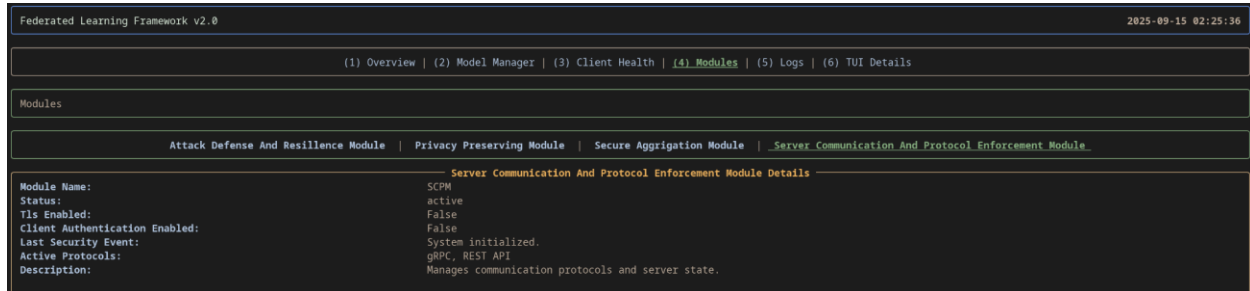 Federated Learning Framework v2.0 2025-09-15 02:25:36
(1) Overview | (2) Model Manager | (3) Client Health | (4) Modules | (5) Logs | (6) TUI Details
Modules
Attack Defense And Resillence Module | Privacy Preserving Module | Secure Aggrigation Module | Server Communication And Protocol Enforcement Module
Server Communication And Protocol Enforcement Module Details
Module Name: SCPM
Status: active
Tls Enabled: False
Client Authentication Enabled: False
Last Security Event: System initialized.
Active Protocols: gRPC, REST API
Description: Manages communication protocols and server state.